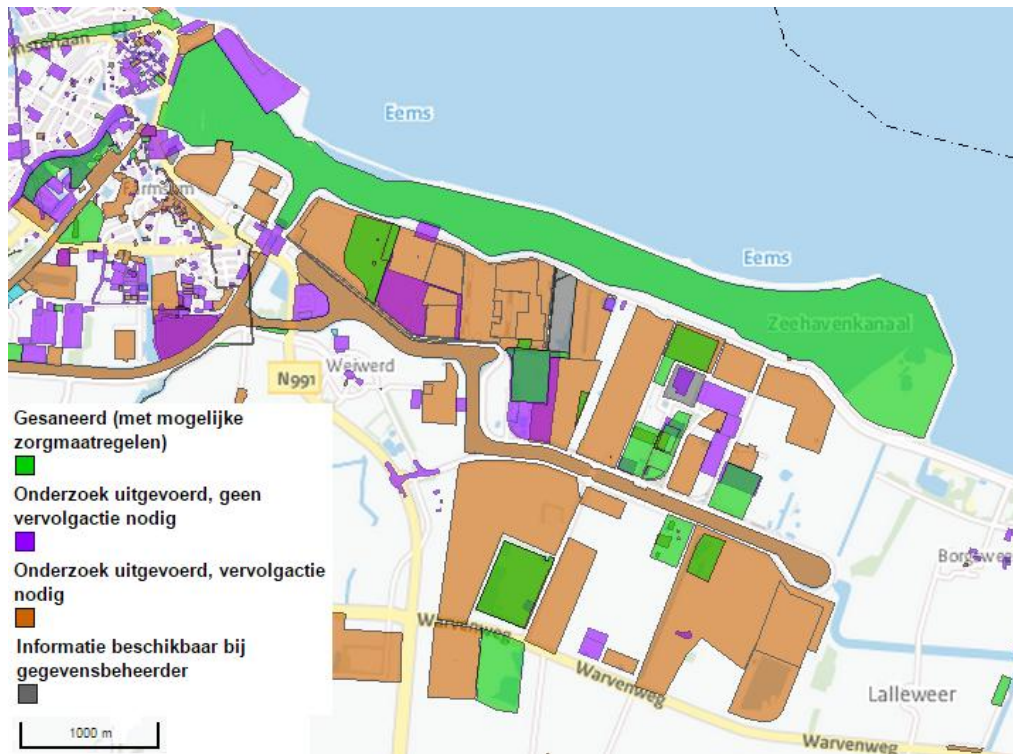 Eems
Farmsum
Eems
Zeehavenkanaal
Weiwerd
N991
Gesaneerd (met mogelijke
zorgmaatregelen)
Onderzoek uitgevoerd, geen
vervolgactie nodig
Onderzoek uitgevoerd, vervolgactie
nodig
Informatie beschikbaar bij
gegevensbeheerder
1000 m
Warvenweg
Warvenweg
Warvenweg
Lalleweer